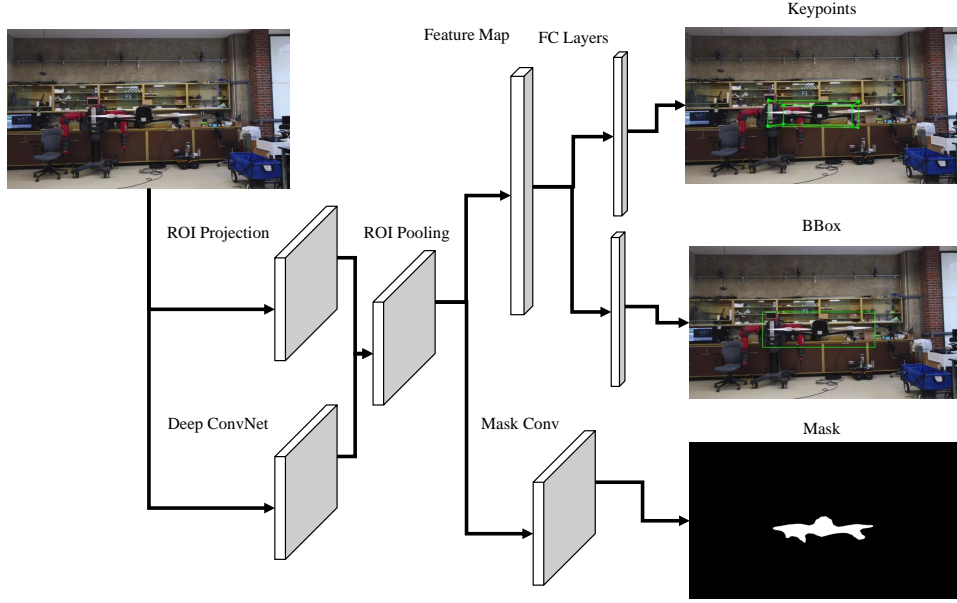 Keypoints
Feature Map
FC Layers
ROI Projection
ROI Pooling
BBox
Deep ConvNet
Mask Conv
Mask